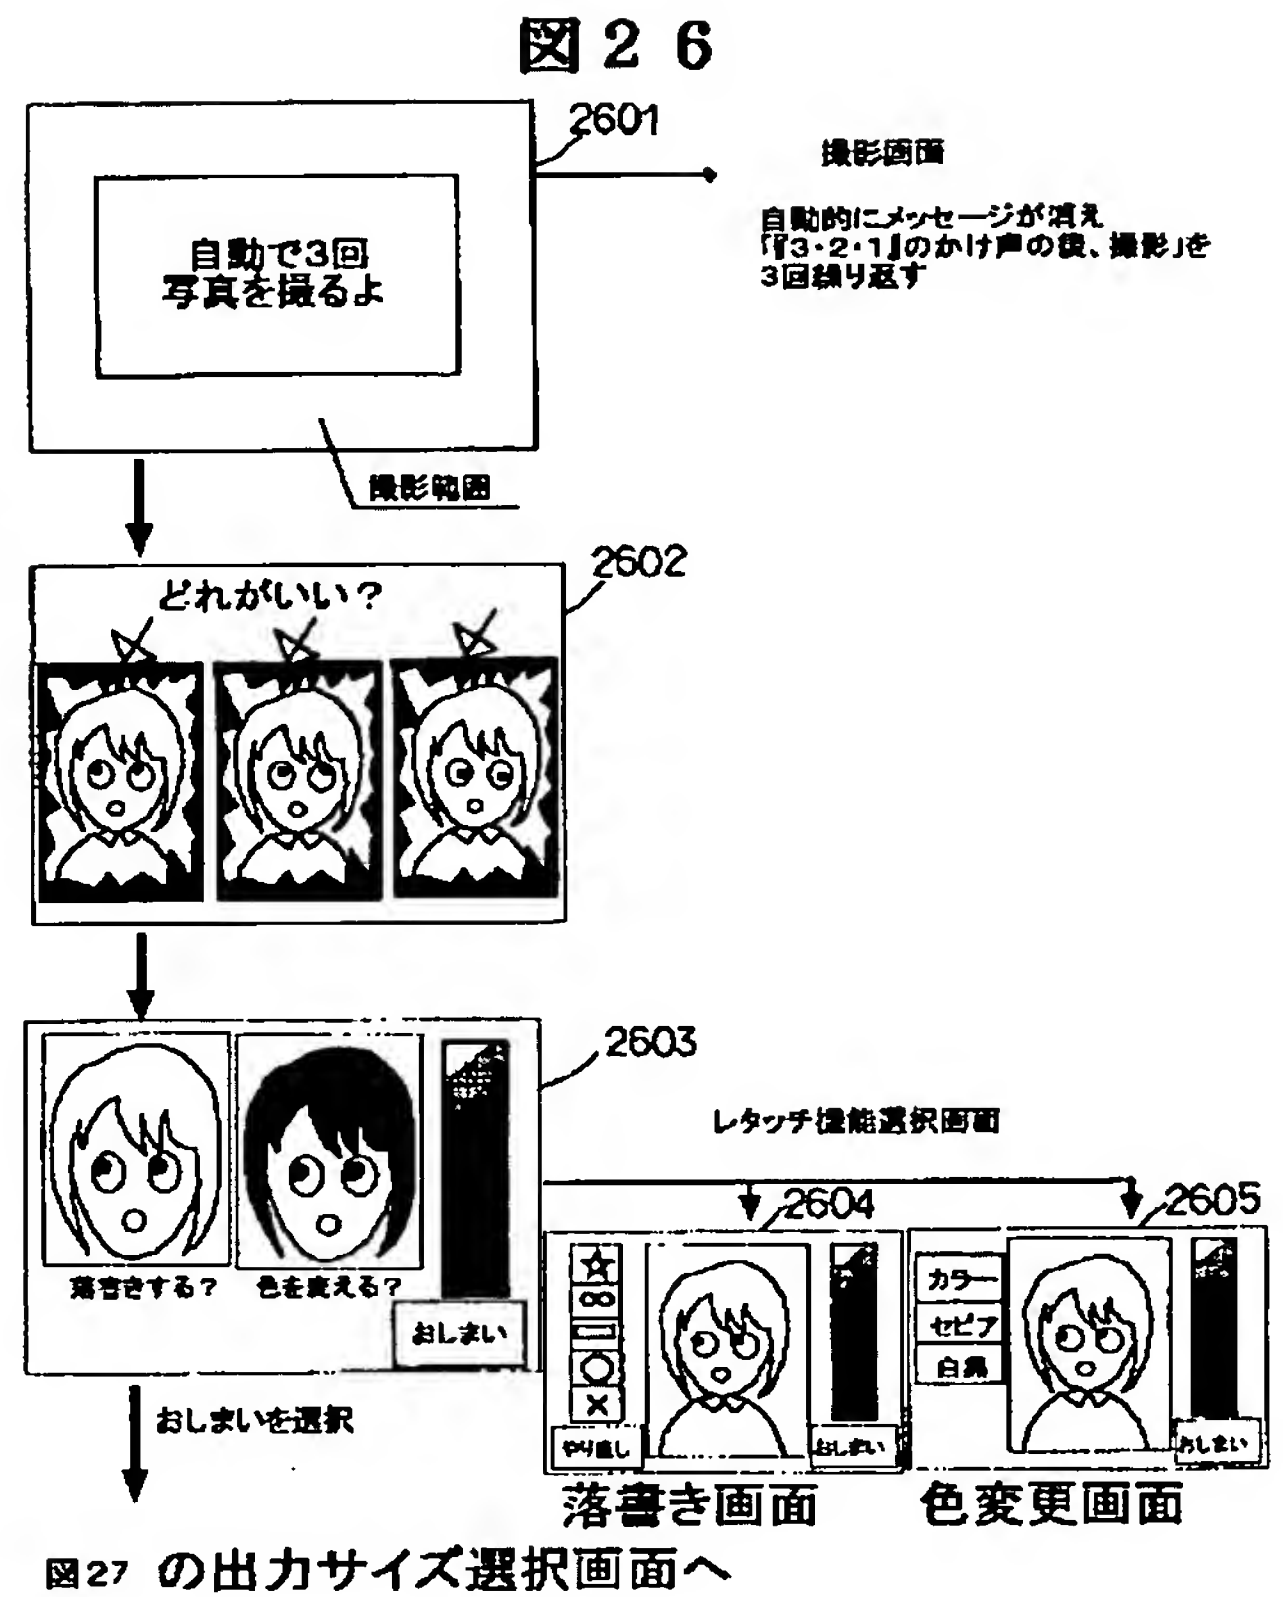 図26
2601
撮影画面
自動的にメッセージが消え
「『3・2・1』のかけ声の後、撮影」を
3回繰り返す
自動で3回
写真を撮るよ
撮影範囲
2602
どれがいい？
2603
レタッチ機能選択画面
落書きする？
色を変える？
おしまい
2604
2605
やり直し
おしまい
カラー
セピア
白黒
おしまい
おしまいを選択
落書き画面
色変更画面
図27 の出力サイズ選択画面へ